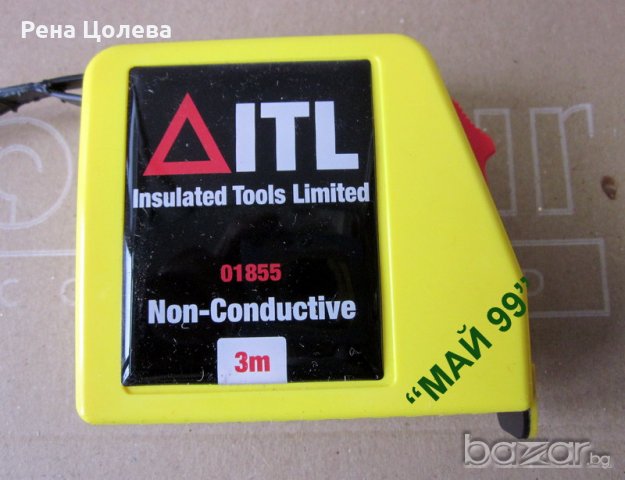 Рена Цолева
ITL
Insulated Tools Limited
01855
Non-Conductive
3m
“МАЙ 99”
bazar.bg